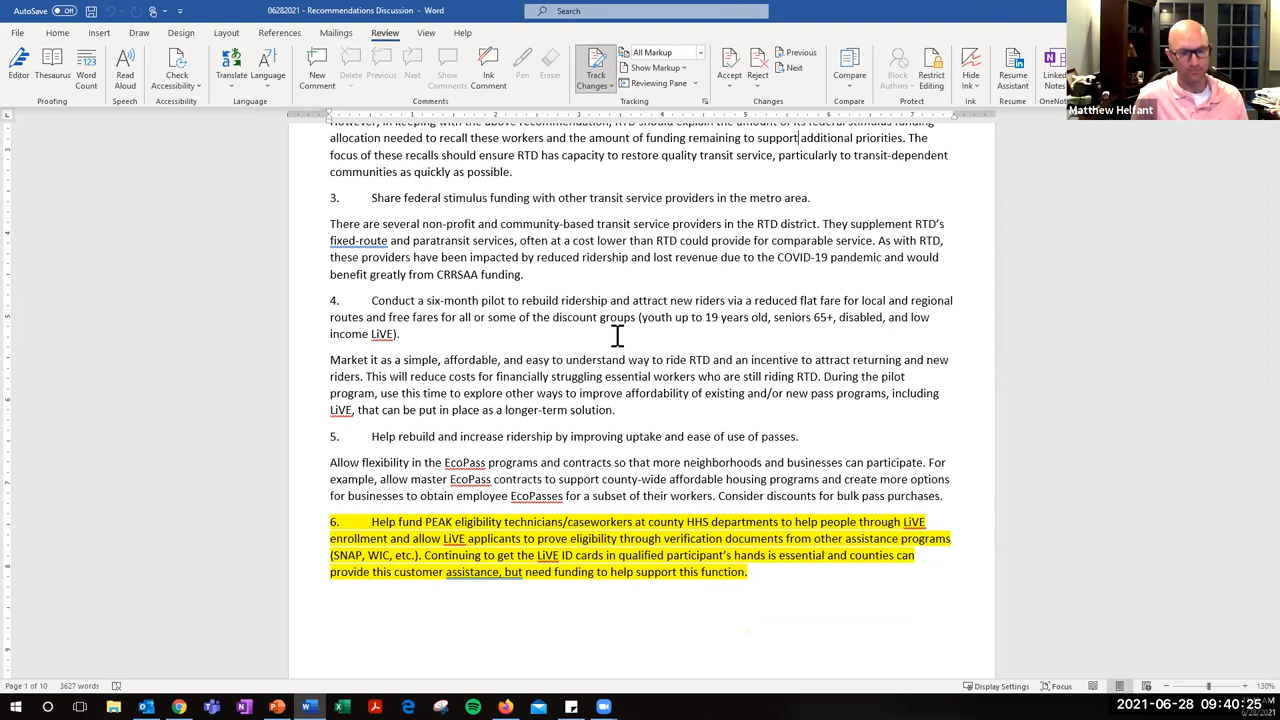 AutoSave Off 06282021 - Recommendations Discussion - Word Search
File Home Insert Draw Design Layout References Mailings Review View Help
Editor Thesaurus Word Count Read Aloud Check Accessibility Translate Language New Comment Delete Previous Next Show Comments Ink Comment Pen Eraser Track Changes All Markup Show Markup Reviewing Pane Accept Reject Previous Next Compare Block Authors Restrict Editing Hide Ink Resume Assistant Linked Notes
Proofing Speech Accessibility Language Comments Tracking Changes Compare Protect Ink Resume OneNote
Matthew Helfant
allocation needed to recall these workers and the amount of funding remaining to support additional priorities. The
focus of these recalls should ensure RTD has capacity to restore quality transit service, particularly to transit-dependent
communities as quickly as possible.
3. Share federal stimulus funding with other transit service providers in the metro area.
There are several non-profit and community-based transit service providers in the RTD district. They supplement RTD's
fixed-route and paratransit services, often at a cost lower than RTD could provide for comparable service. As with RTD,
these providers have been impacted by reduced ridership and lost revenue due to the COVID-19 pandemic and would
benefit greatly from CRRSAA funding.
4. Conduct a six-month pilot to rebuild ridership and attract new riders via a reduced flat fare for local and regional
routes and free fares for all or some of the discount groups (youth up to 19 years old, seniors 65+, disabled, and low
income LiVE).
Market it as a simple, affordable, and easy to understand way to ride RTD and an incentive to attract returning and new
riders. This will reduce costs for financially struggling essential workers who are still riding RTD. During the pilot
program, use this time to explore other ways to improve affordability of existing and/or new pass programs, including
LiVE, that can be put in place as a longer-term solution.
5. Help rebuild and increase ridership by improving uptake and ease of use of passes.
Allow flexibility in the EcoPass programs and contracts so that more neighborhoods and businesses can participate. For
example, allow master EcoPass contracts to support county-wide affordable housing programs and create more options
for businesses to obtain employee EcoPasses for a subset of their workers. Consider discounts for bulk pass purchases.
6. Help fund PEAK eligibility technicians/caseworkers at county HHS departments to help people through LiVE
enrollment and allow LiVE applicants to prove eligibility through verification documents from other assistance programs
(SNAP, WIC, etc.). Continuing to get the LiVE ID cards in qualified participant's hands is essential and counties can
provide this customer assistance, but need funding to help support this function.
Page 1 of 10 3627 words Display Settings Focus 130%
2021-06-28 09:40:25
6/28/2021